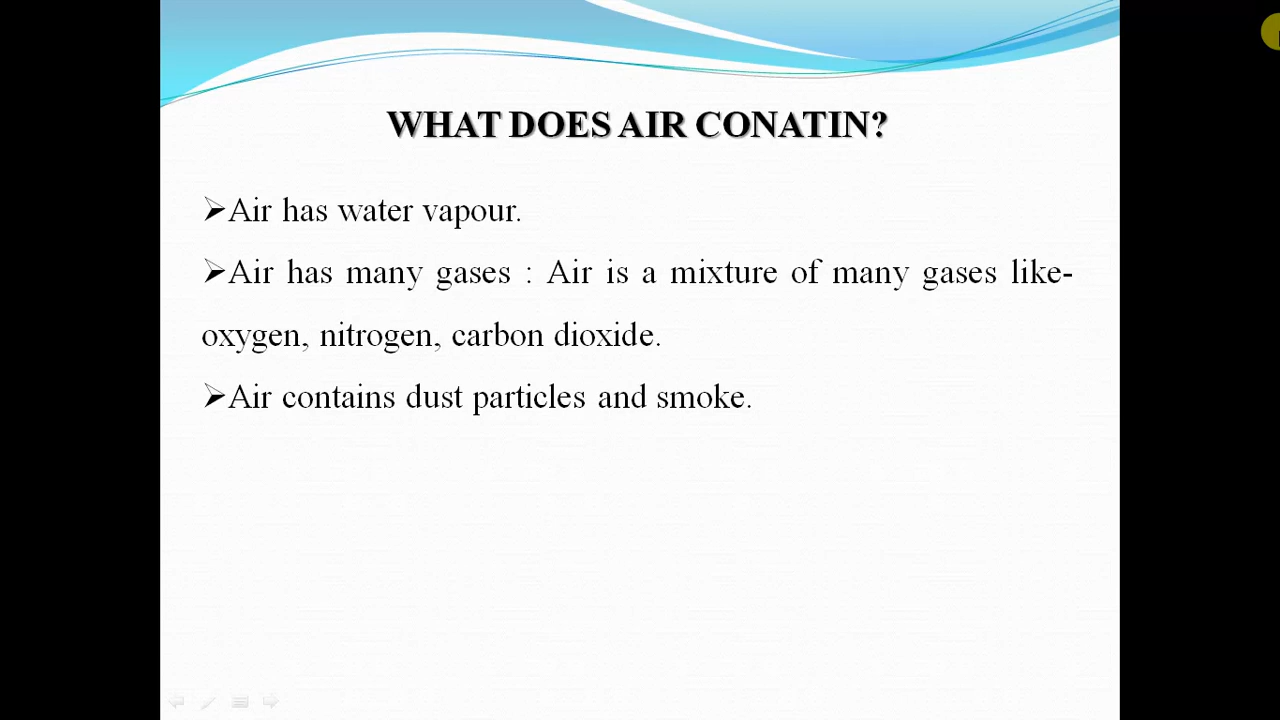 WHAT DOES AIR CONATIN?
➢Air has water vapour.
➢Air has many gases : Air is a mixture of many gases like-
oxygen, nitrogen, carbon dioxide.
➢Air contains dust particles and smoke.